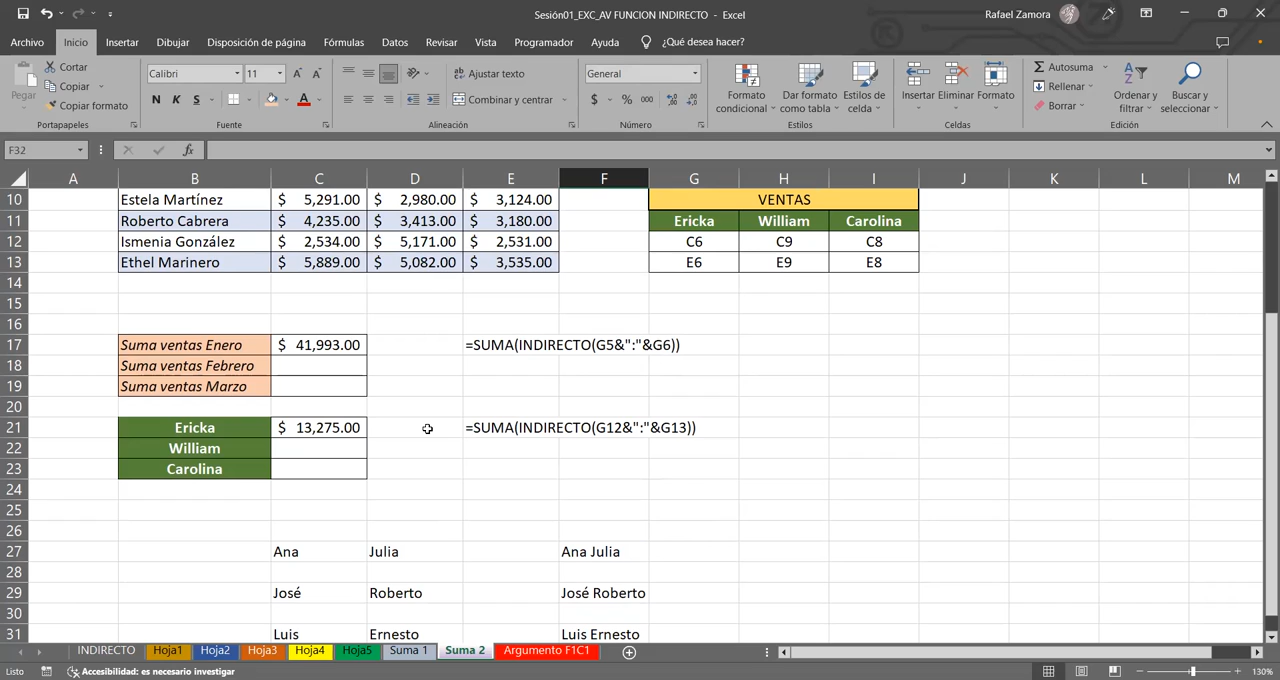 Sesión01_EXC_AV FUNCION INDIRECTO - Excel
Rafael Zamora
Archivo Inicio Insertar Dibujar Disposición de página Fórmulas Datos Revisar Vista Programador Ayuda ¿Qué desea hacer?
Pegar
Cortar
Copiar
Copiar formato
Portapapeles
Calibri 11
N K S
Fuente
Ajustar texto
Combinar y centrar
Alineación
General
$ % 000
Número
Formato condicional
Dar formato como tabla
Estilos de celda
Estilos
Insertar Eliminar Formato
Celdas
Autosuma
Rellenar
Borrar
Ordenar y filtrar
Buscar y seleccionar
Edición
F32 fx
A B C D E F G H I J K L M
10 Estela Martínez $ 5,291.00 $ 2,980.00 $ 3,124.00 VENTAS
11 Roberto Cabrera $ 4,235.00 $ 3,413.00 $ 3,180.00 Ericka William Carolina
12 Ismenia González $ 2,534.00 $ 5,171.00 $ 2,531.00 C6 C9 C8
13 Ethel Marinero $ 5,889.00 $ 5,082.00 $ 3,535.00 E6 E9 E8
14
15
16
17 Suma ventas Enero $ 41,993.00 =SUMA(INDIRECTO(G5&":"&G6))
18 Suma ventas Febrero
19 Suma ventas Marzo
20
21 Ericka $ 13,275.00 =SUMA(INDIRECTO(G12&":"&G13))
22 William
23 Carolina
24
25
26
27 Ana Julia Ana Julia
28
29 José Roberto José Roberto
30
31 Luis Ernesto Luis Ernesto
INDIRECTO Hoja1 Hoja2 Hoja3 Hoja4 Hoja5 Suma 1 Suma 2 Argumento F1C1
Listo Accesibilidad: es necesario investigar 130%